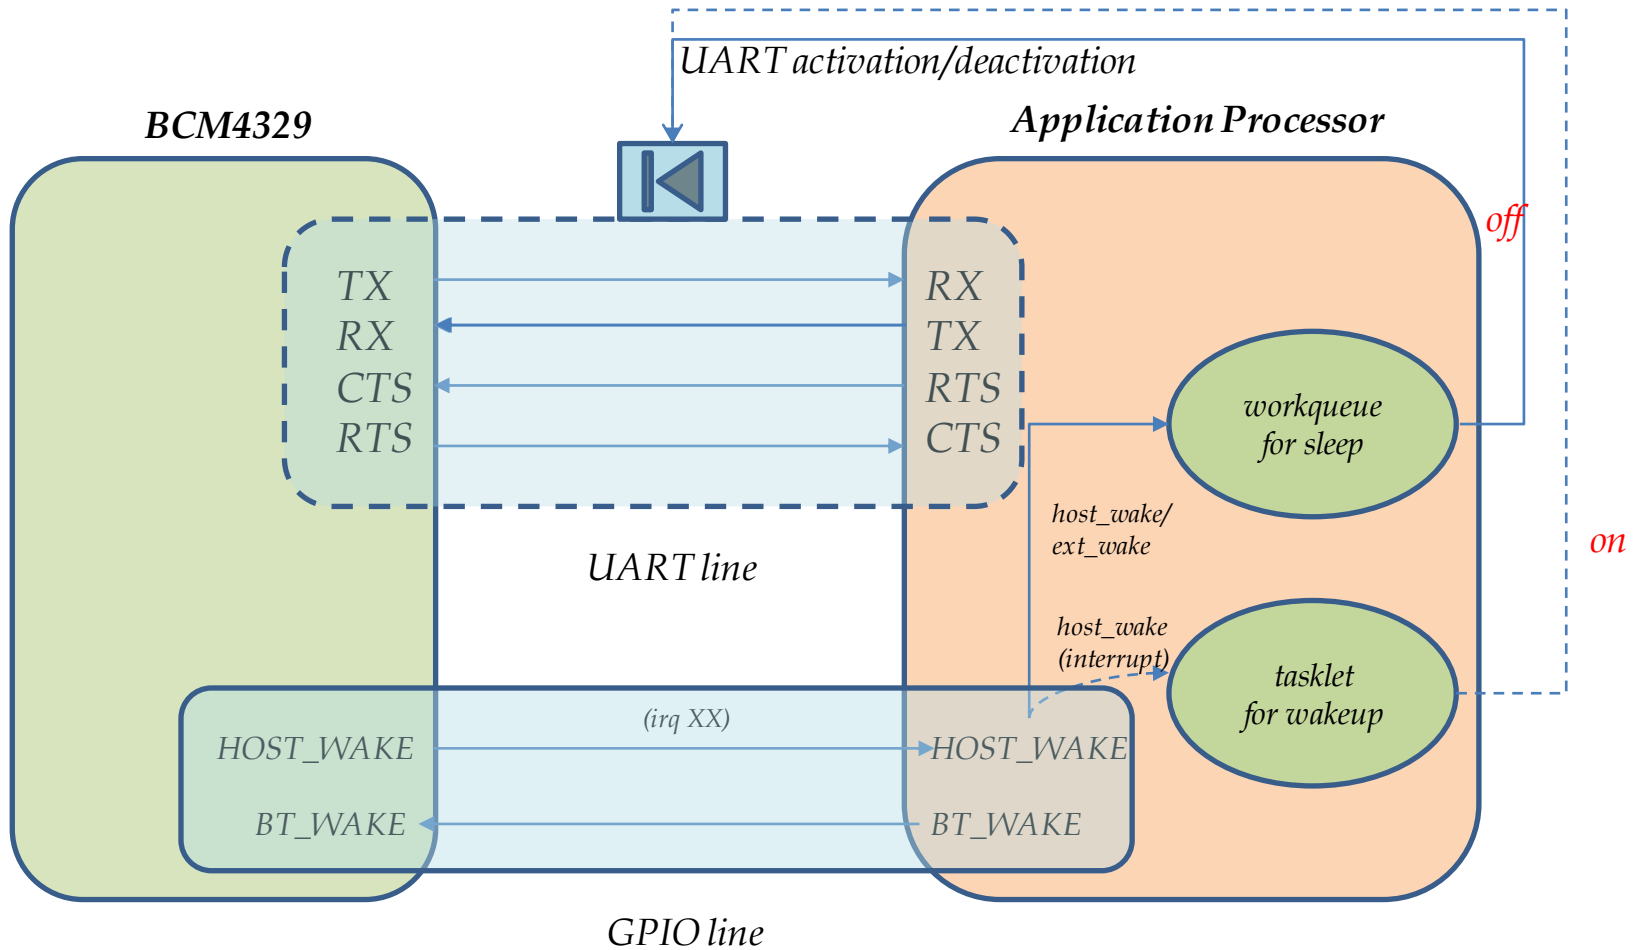 UART activation/deactivation
BCM4329
Application Processor
off
TX
RX
RX
TX
CTS
RTS
RTS
CTS
workqueue
for sleep
host_wake/
ext_wake
on
UART line
host_wake
(interrupt)
tasklet
for wakeup
(irq XX)
HOST_WAKE
HOST_WAKE
BT_WAKE
BT_WAKE
GPIO line